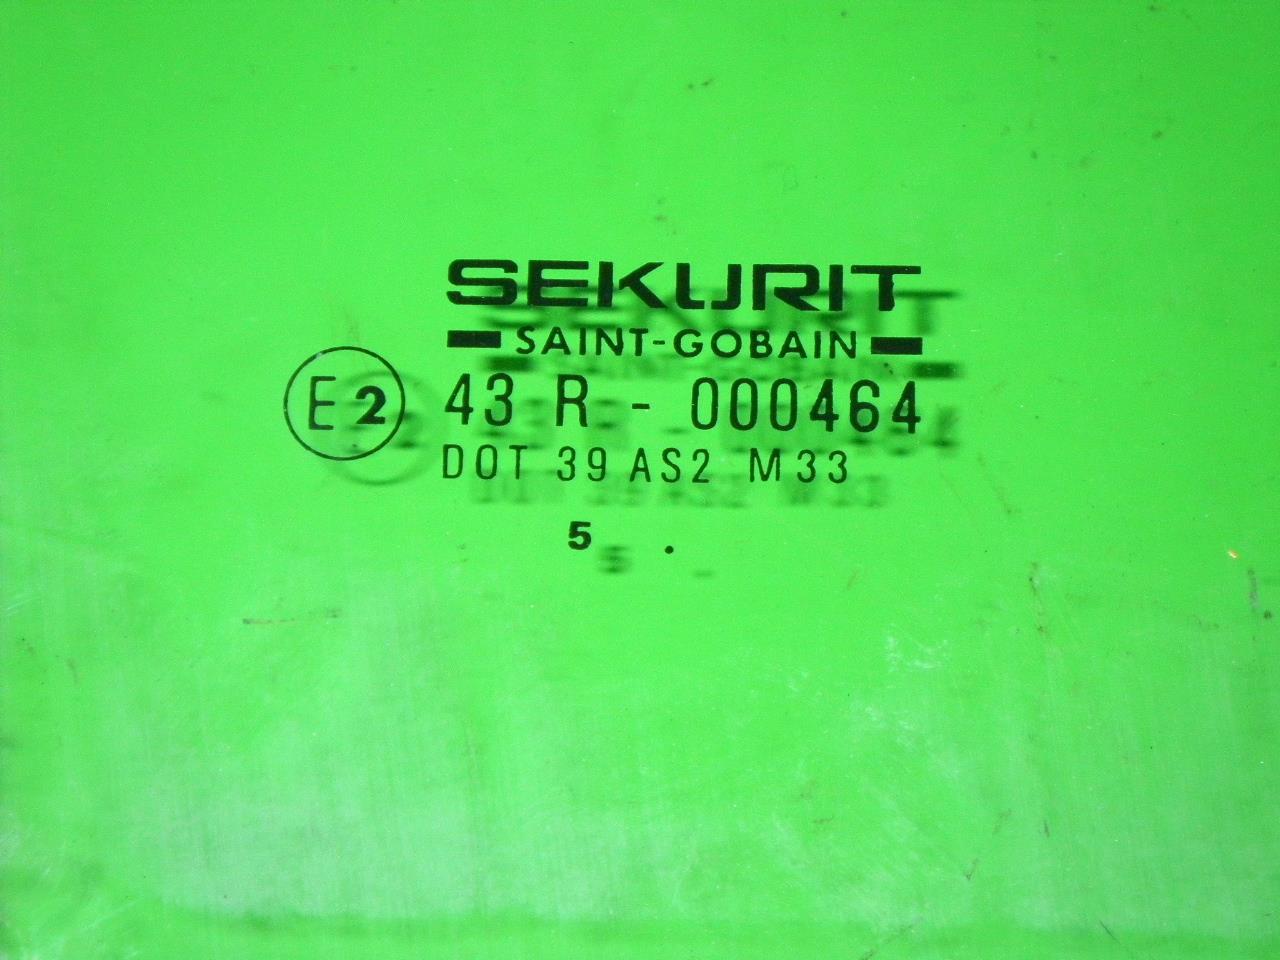 SEKURIT
SAINT-GOBAIN
E2 43 R - 000464
DOT 39 AS2 M33
5 .